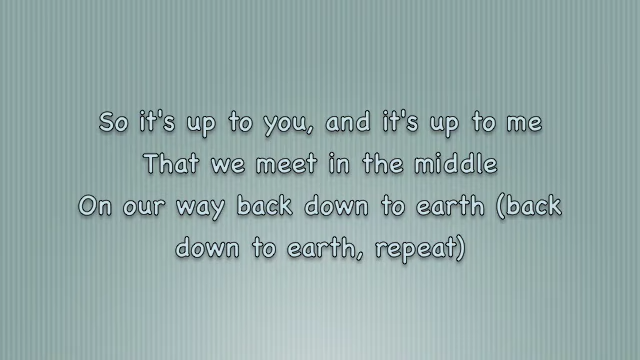 So it's up to you, and it's up to me
That we meet in the middle
On our way back down to earth (back
down to earth, repeat)